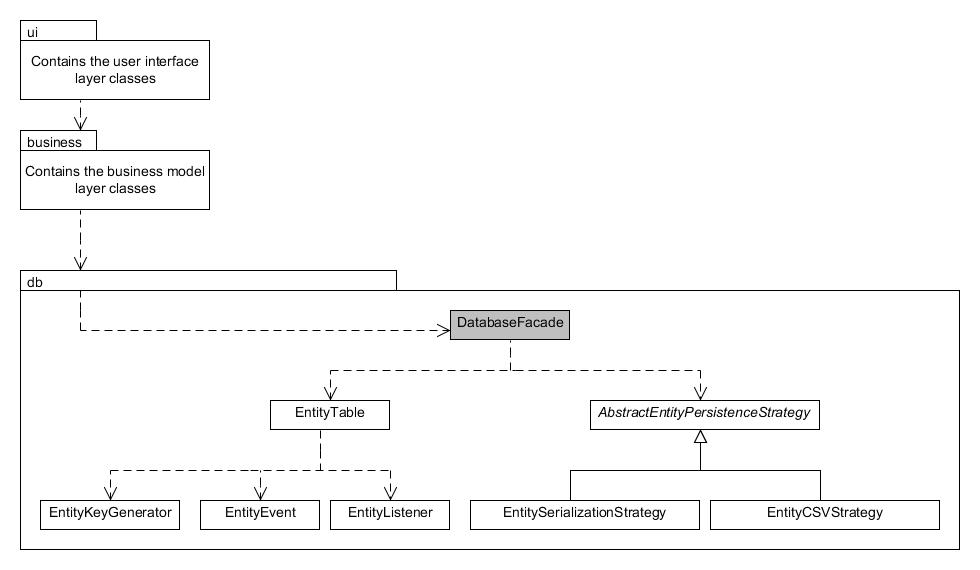 ui
Contains the user interface
layer classes
business
Contains the business model
layer classes
db
DatabaseFacade
EntityTable
AbstractEntityPersistenceStrategy
EntityKeyGenerator
EntityEvent
EntityListener
EntitySerializationStrategy
EntityCSVStrategy